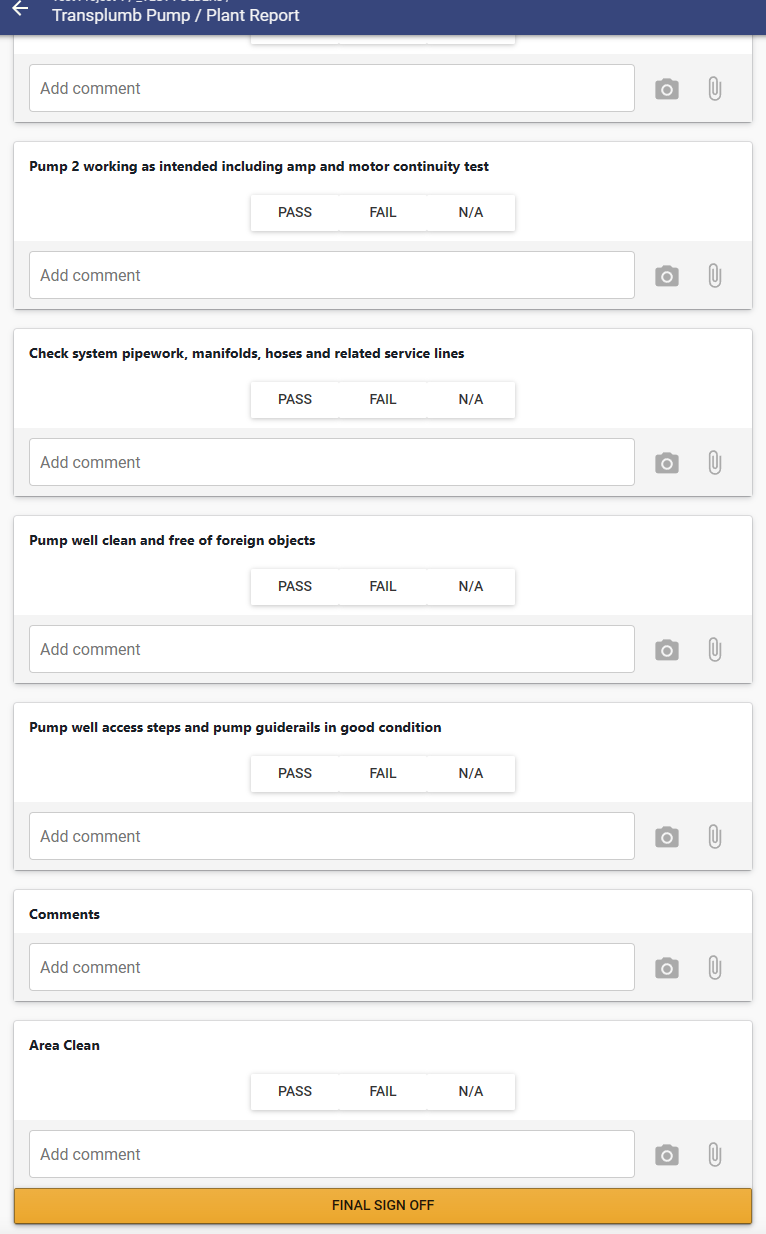 Transplumb Pump / Plant Report
Add comment
Pump 2 working as intended including amp and motor continuity test
PASS FAIL N/A
Add comment
Check system pipework, manifolds, hoses and related service lines
PASS FAIL N/A
Add comment
Pump well clean and free of foreign objects
PASS FAIL N/A
Add comment
Pump well access steps and pump guiderails in good condition
PASS FAIL N/A
Add comment
Comments
Add comment
Area Clean
PASS FAIL N/A
Add comment
FINAL SIGN OFF